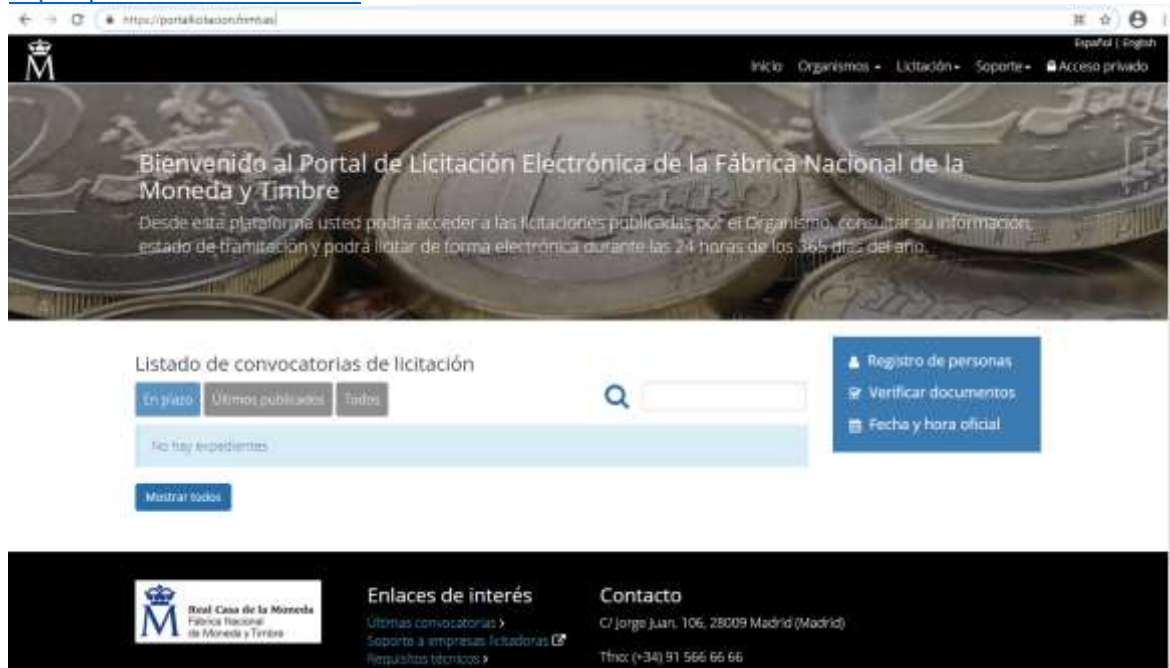 Español | English
Inicio Organismos Licitación Soporte Acceso privado
Bienvenido al Portal de Licitación Electrónica de la Fábrica Nacional de la
Moneda y Timbre
Desde esta plataforma usted podrá acceder a las licitaciones publicadas por el Organismo, consultar su información,
estado de tramitación y podrá licitar de forma electrónica durante las 24 horas de los 365 días del año.
Listado de convocatorias de licitación
En plazo Últimos publicados Todos
No hay expedientes
Mostrar todos
Registro de personas
Verificar documentos
Fecha y hora oficial
Real Casa de la Moneda
Fábrica Nacional
de Moneda y Timbre
Enlaces de interés
Últimas convocatorias >
Soporte a empresas licitadoras
Requisitos técnicos >
Contacto
C/ Jorge Juan, 106, 28009 Madrid (Madrid)
Tfno: (+34) 91 566 66 66